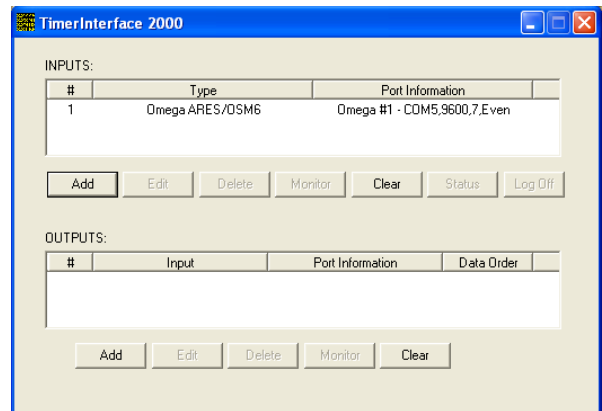 TimerInterface 2000
INPUTS:
# Type Port Information
1 Omega ARES/OSM6 Omega #1 - COM5,9600,7,Even
Add Edit Delete Monitor Clear Status Log Off
OUTPUTS:
# Input Port Information Data Order
Add Edit Delete Monitor Clear